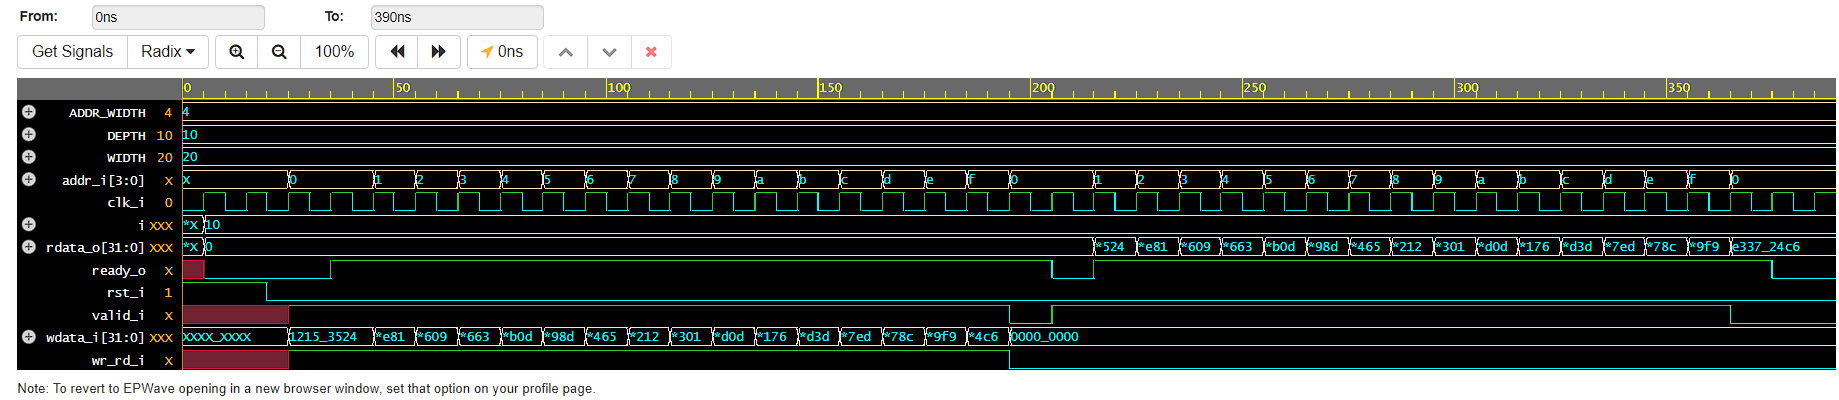 From: 0ns To: 390ns
Get Signals Radix 100% 0ns
0 50 100 150 200 250 300 350
ADDR_WIDTH 4 4
DEPTH 10 10
WIDTH 20 20
addr_i[3:0] X X 0 1 2 3 4 5 6 7 8 9 a b c d e f 0 1 2 3 4 5 6 7 8 9 a b c d e f 0
clk_i 0
i XXX *X 10
rdata_o[31:0] XXX *X 0 *524 *e81 *609 *663 *b0d *98d *465 *212 *301 *d0d *176 *d3d *7ed *78c *9f9 e337_24c6
ready_o X
rst_i 1
valid_i X
wdata_i[31:0] XXX XXXX_XXXX 1215_3524 *e81 *609 *663 *b0d *98d *465 *212 *301 *d0d *176 *d3d *7ed *78c *9f9 *4c6 0000_0000
wr_rd_i X
Note: To revert to EPWave opening in a new browser window, set that option on your profile page.